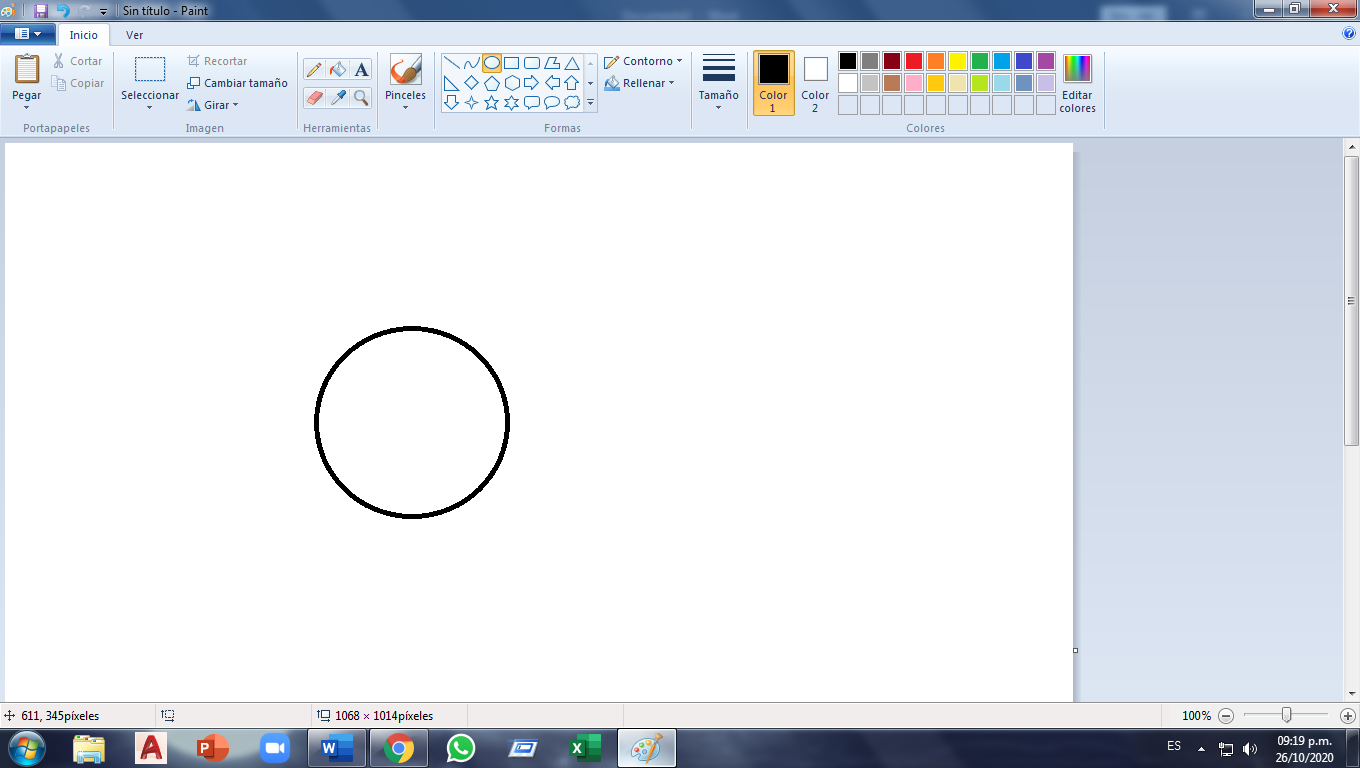 Sin título - Paint
Inicio Ver
Pegar
Cortar
Copiar
Portapapeles
Seleccionar
Recortar
Cambiar tamaño
Girar
Imagen
A
Herramientas
Pinceles
Contorno
Rellenar
Formas
Tamaño
Color
1
Color
2
Editar
colores
Colores
611, 345píxeles
1068 × 1014píxeles
100%
ES
09:19 p.m.
26/10/2020